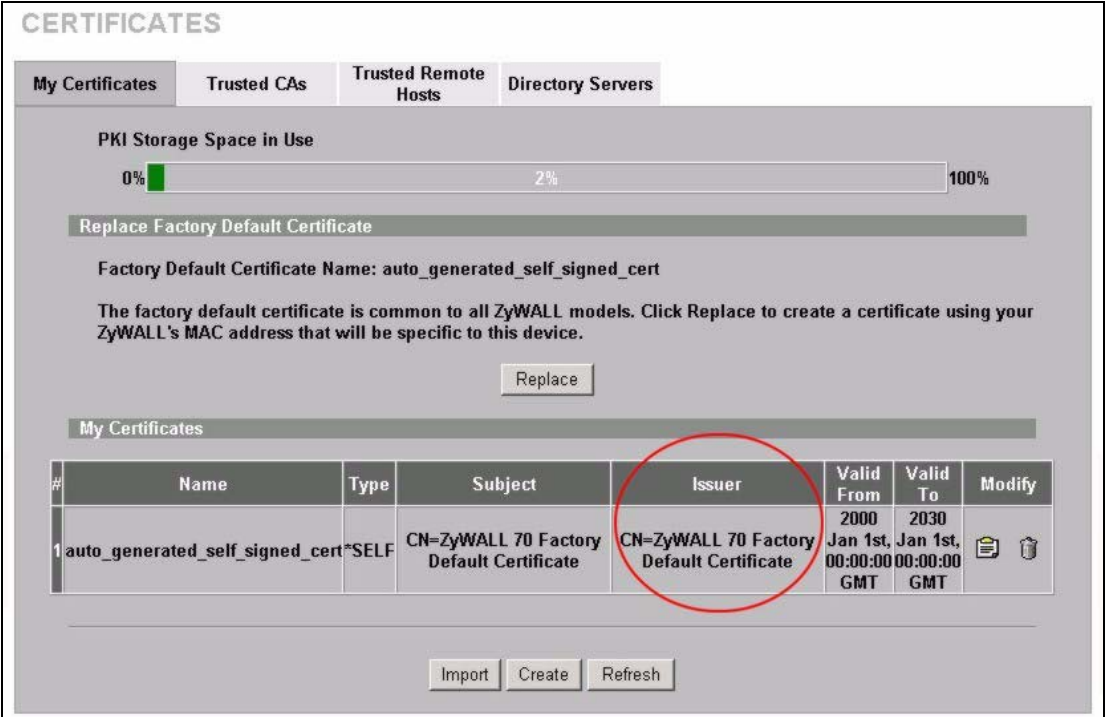 CERTIFICATES
My Certificates
Trusted CAs
Trusted Remote
Hosts
Directory Servers
PKI Storage Space in Use
0%
2%
100%
Replace Factory Default Certificate
Factory Default Certificate Name: auto_generated_self_signed_cert
The factory default certificate is common to all ZyWALL models. Click Replace to create a certificate using your
ZyWALL's MAC address that will be specific to this device.
Replace
My Certificates
# Name Type Subject Issuer Valid From Valid To Modify
1 auto_generated_self_signed_cert *SELF CN=ZyWALL 70 Factory Default Certificate CN=ZyWALL 70 Factory Default Certificate 2000 Jan 1st, 00:00:00 GMT 2030 Jan 1st, 00:00:00 GMT
Import
Create
Refresh